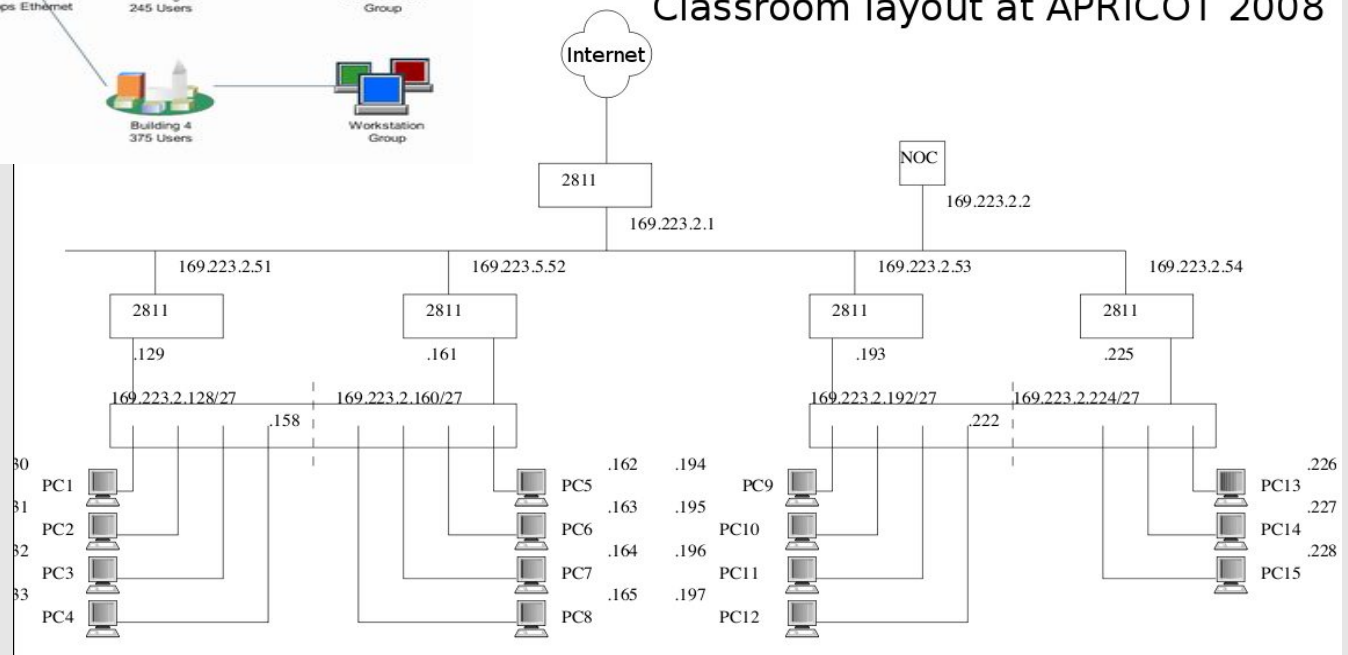 ps Ethernet
245 Users
Group
Classroom layout at APRICOT 2008
Internet
Building 4
375 Users
Workstation
Group
NOC
2811
169.223.2.2
169.223.2.1
169.223.2.51
169.223.5.52
169.223.2.53
169.223.2.54
2811
2811
2811
2811
.129
.161
.193
.225
169.223.2.128/27
169.223.2.160/27
169.223.2.192/27
169.223.2.224/27
.158
.222
30
.162
.194
.226
PC1
PC5
PC9
PC13
31
.163
.195
.227
PC2
PC6
PC10
PC14
32
.164
.196
.228
PC3
PC7
PC11
PC15
33
.165
.197
PC4
PC8
PC12